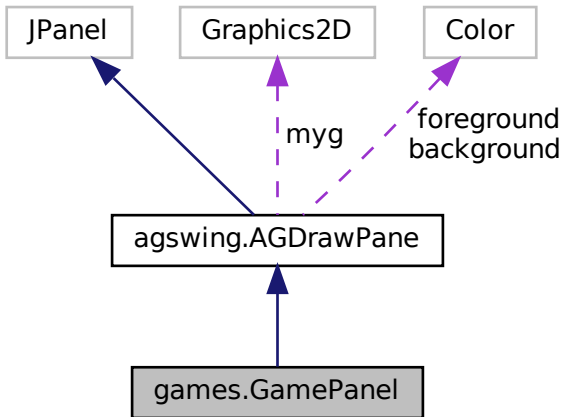 JPanel
Graphics2D
Color
myg
foreground
background
agswing.AGDrawPane
games.GamePanel